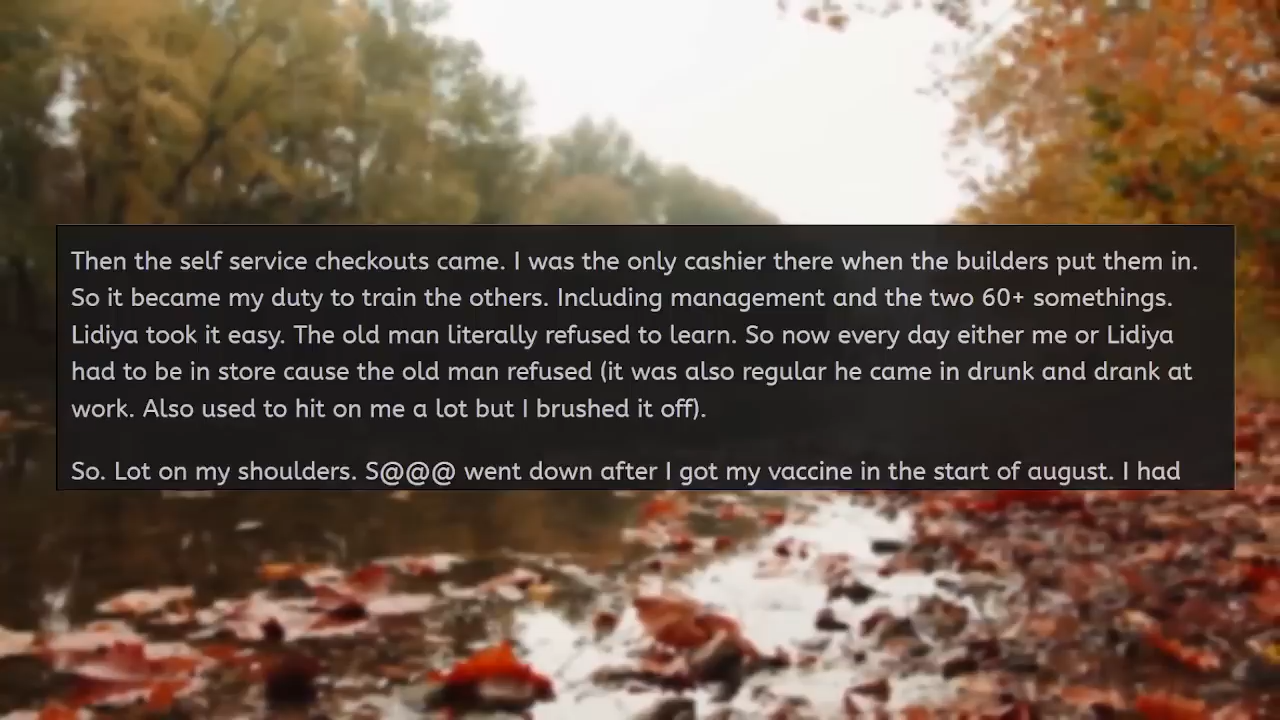 Then the self service checkouts came. I was the only cashier there when the builders put them in.
So it became my duty to train the others. Including management and the two 60+ somethings.
Lidiya took it easy. The old man literally refused to learn. So now every day either me or Lidiya
had to be in store cause the old man refused (it was also regular he came in drunk and drank at
work. Also used to hit on me a lot but I brushed it off).
So. Lot on my shoulders. S@@@ went down after I got my vaccine in the start of august. I had